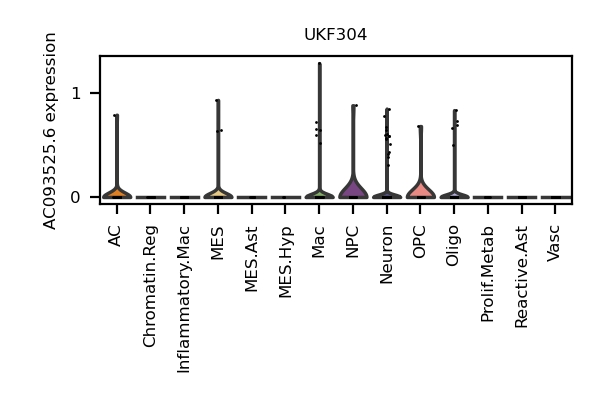 UKF304
AC093525.6 expression
1
0
AC
Chromatin.Reg
Inflammatory.Mac
MES
MES.Ast
MES.Hyp
Mac
NPC
Neuron
OPC
Oligo
Prolif.Metab
Reactive.Ast
Vasc